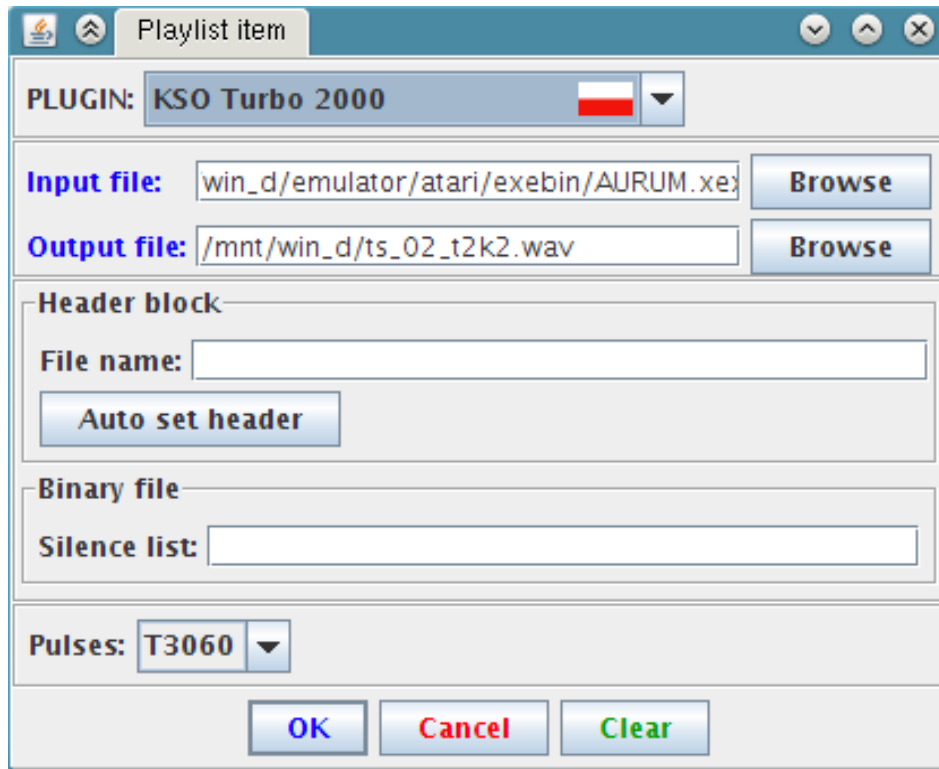 Playlist item
PLUGIN: KSO Turbo 2000
Input file: win_d/emulator/atari/exebin/AURUM.xex Browse
Output file: /mnt/win_d/ts_02_t2k2.wav Browse
Header block
File name:
Auto set header
Binary file
Silence list:
Pulses: T3060
OK Cancel Clear